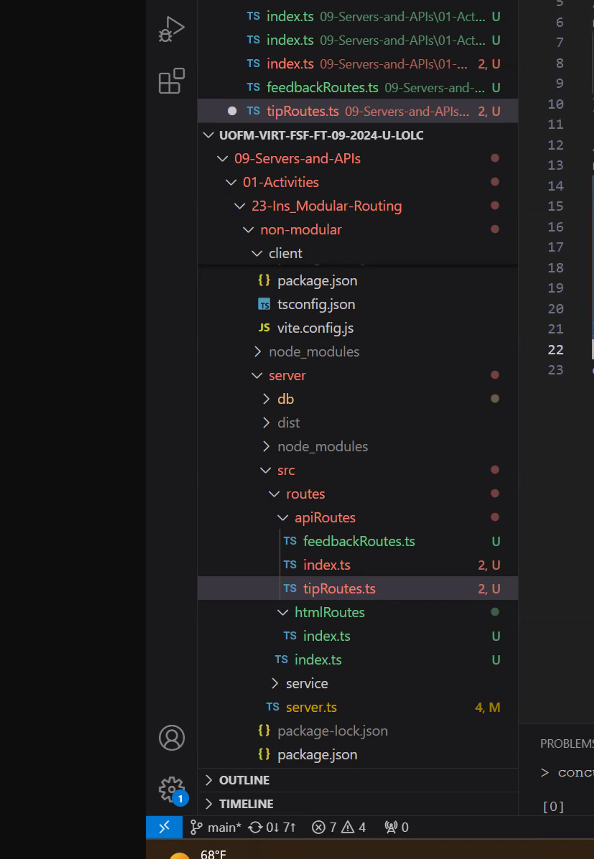 TS index.ts 09-Servers-and-APIs\01-Act... U
TS index.ts 09-Servers-and-APIs\01-Act... U
TS index.ts 09-Servers-and-APIs\01-... 2, U
TS feedbackRoutes.ts 09-Servers-and-... U
TS tipRoutes.ts 09-Servers-and-APIs... 2, U
UOFM-VIRT-FSF-FT-09-2024-U-LOLC
09-Servers-and-APIs
01-Activities
23-Ins_Modular-Routing
non-modular
client
{} package.json
TS tsconfig.json
JS vite.config.js
node_modules
server
db
dist
node_modules
src
routes
apiRoutes
TS feedbackRoutes.ts U
TS index.ts 2, U
TS tipRoutes.ts 2, U
htmlRoutes
TS index.ts U
TS index.ts U
service
TS server.ts 4, M
{} package-lock.json
{} package.json
OUTLINE
TIMELINE
1
main* 0↓ 7↑ 7 4 0
68°F
6
7
8
9
10
11
12
13
14
15
16
17
18
19
20
21
22
23
PROBLEMS
> conc
[0]